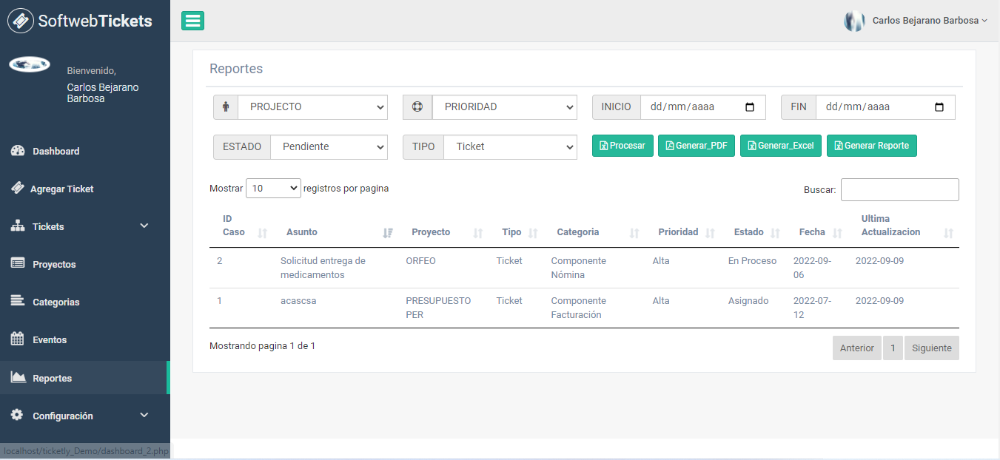 SoftwebTickets
Carlos Bejarano Barbosa
Bienvenido,
Carlos Bejarano
Barbosa
Dashboard
Agregar Ticket
Tickets
Proyectos
Categorias
Eventos
Reportes
Configuración
localhost/ticketly_Demo/dashboard_2.php
Reportes
PROJECTO
PRIORIDAD
INICIO dd/mm/aaaa
FIN dd/mm/aaaa
ESTADO Pendiente
TIPO Ticket
Procesar
Generar_PDF
Generar_Excel
Generar Reporte
Mostrar 10 registros por pagina
Buscar:
ID
Caso
Asunto
Proyecto
Tipo
Categoria
Prioridad
Estado
Fecha
Ultima
Actualizacion
2
Solicitud entrega de
medicamentos
ORFEO
Ticket
Componente
Nómina
Alta
En Proceso
2022-09-
06
2022-09-09
1
acascsa
PRESUPUESTO
PER
Ticket
Componente
Facturación
Alta
Asignado
2022-07-
12
2022-09-09
Mostrando pagina 1 de 1
Anterior
1
Siguiente